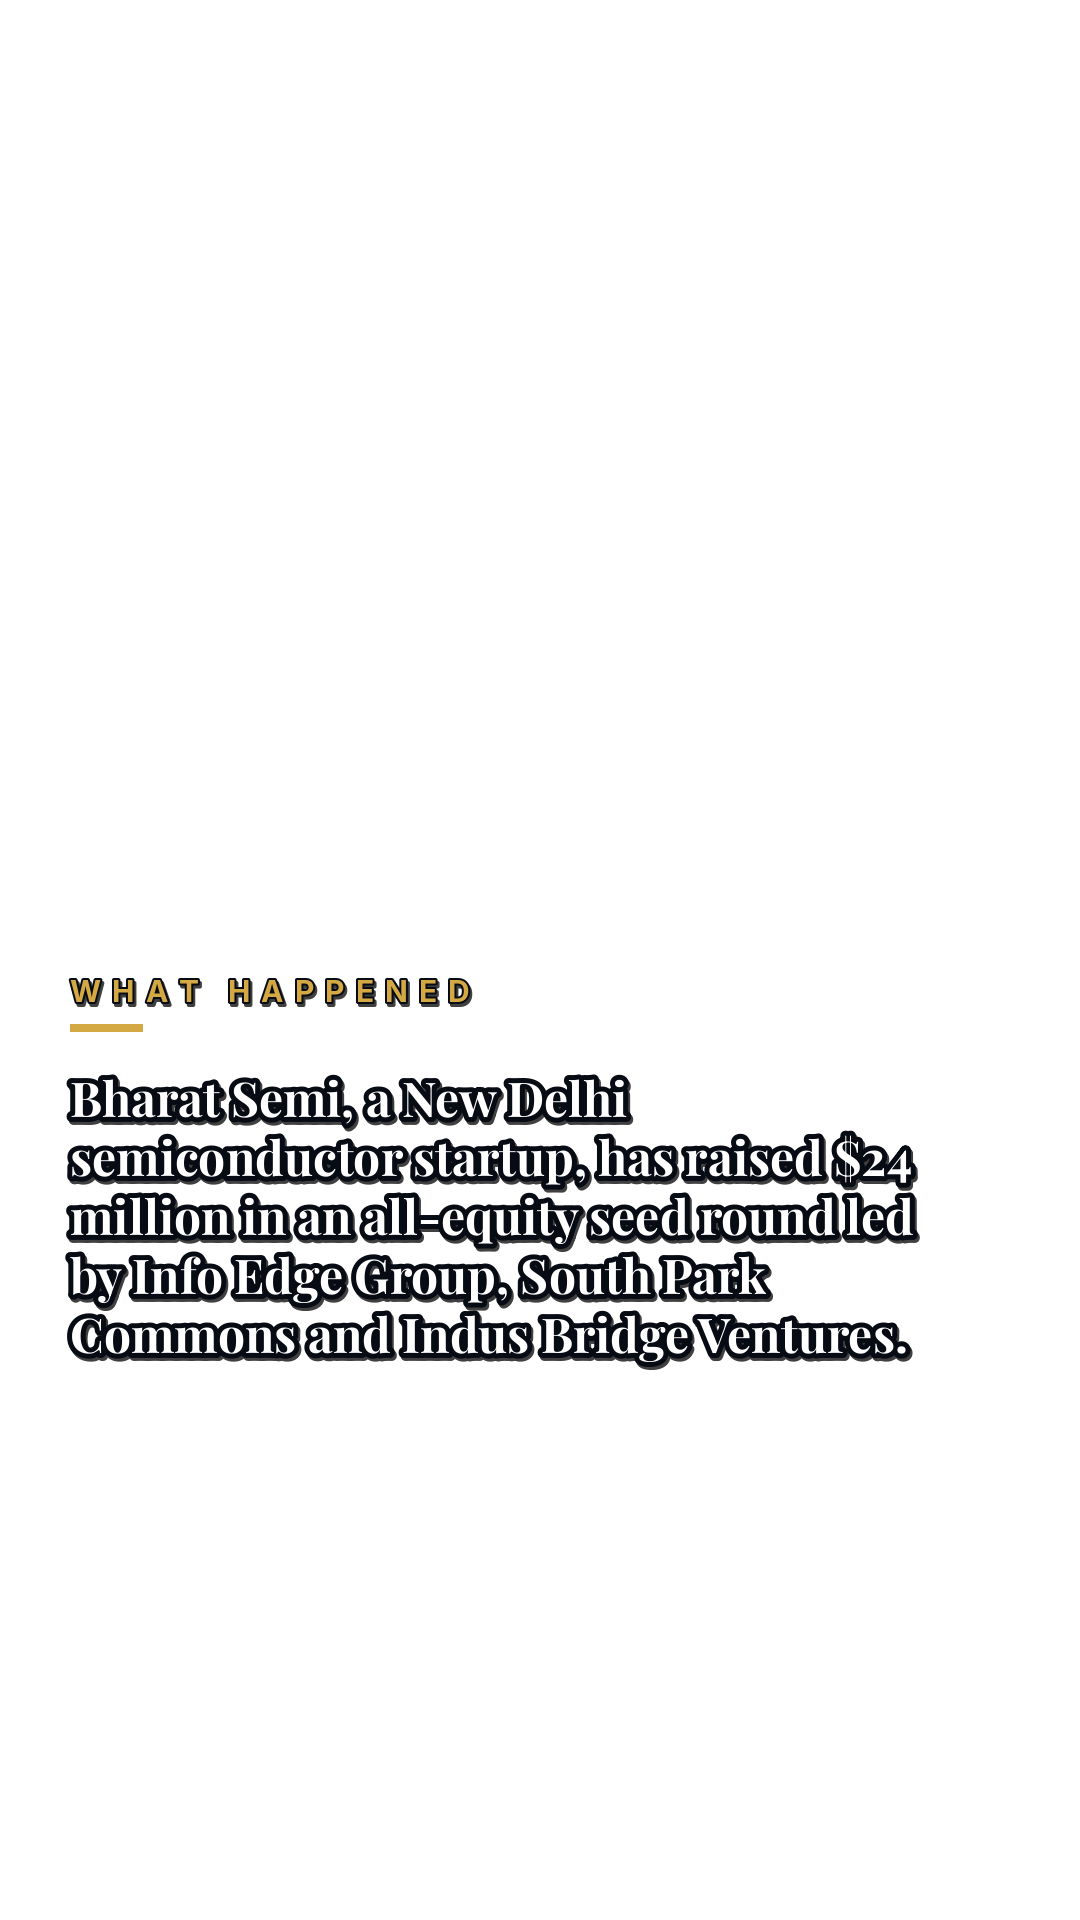 WHAT HAPPENED
Bharat Semi, a New Delhi
semiconductor startup, has raised $24
million in an all-equity seed round led
by Info Edge Group, South Park
Commons and Indus Bridge Ventures.